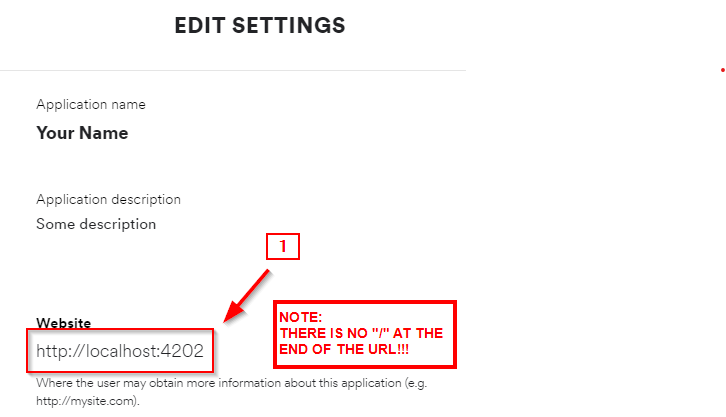 EDIT SETTINGS
Application name
Your Name
Application description
Some description
1
Website
http://localhost:4202
NOTE:
THERE IS NO "/" AT THE
END OF THE URL!!!
Where the user may obtain more information about this application (e.g.
http://mysite.com).